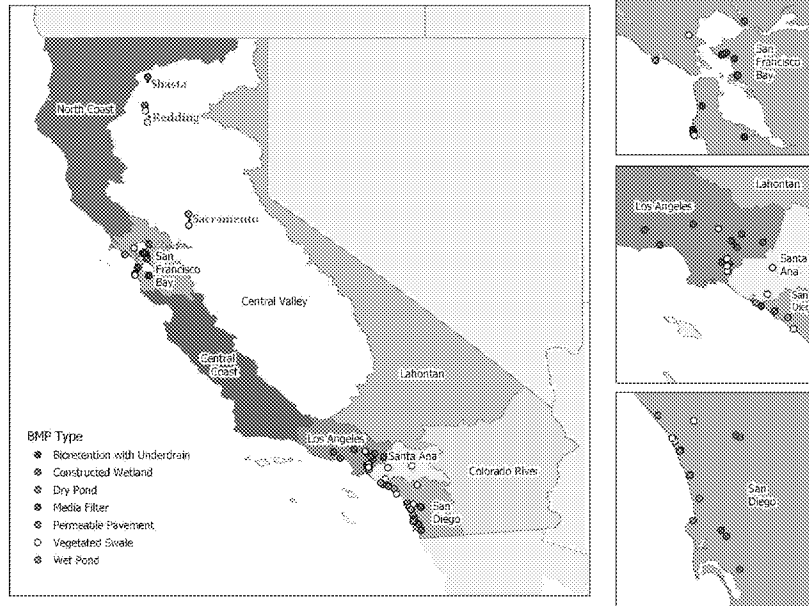 Shasta
North Coast
Redding
Sacramento
San
Francisco
Bay
Central Valley
Central
Coast
Lahontan
Los Angeles
Santa Ana
Colorado River
San
Diego
BMP Type
Bioretention with Underdrain
Constructed Wetland
Dry Pond
Media Filter
Permeable Pavement
Vegetated Swale
Wet Pond
San
Francisco
Bay
Lahontan
Los Angeles
Santa
Ana
San
San
Diego